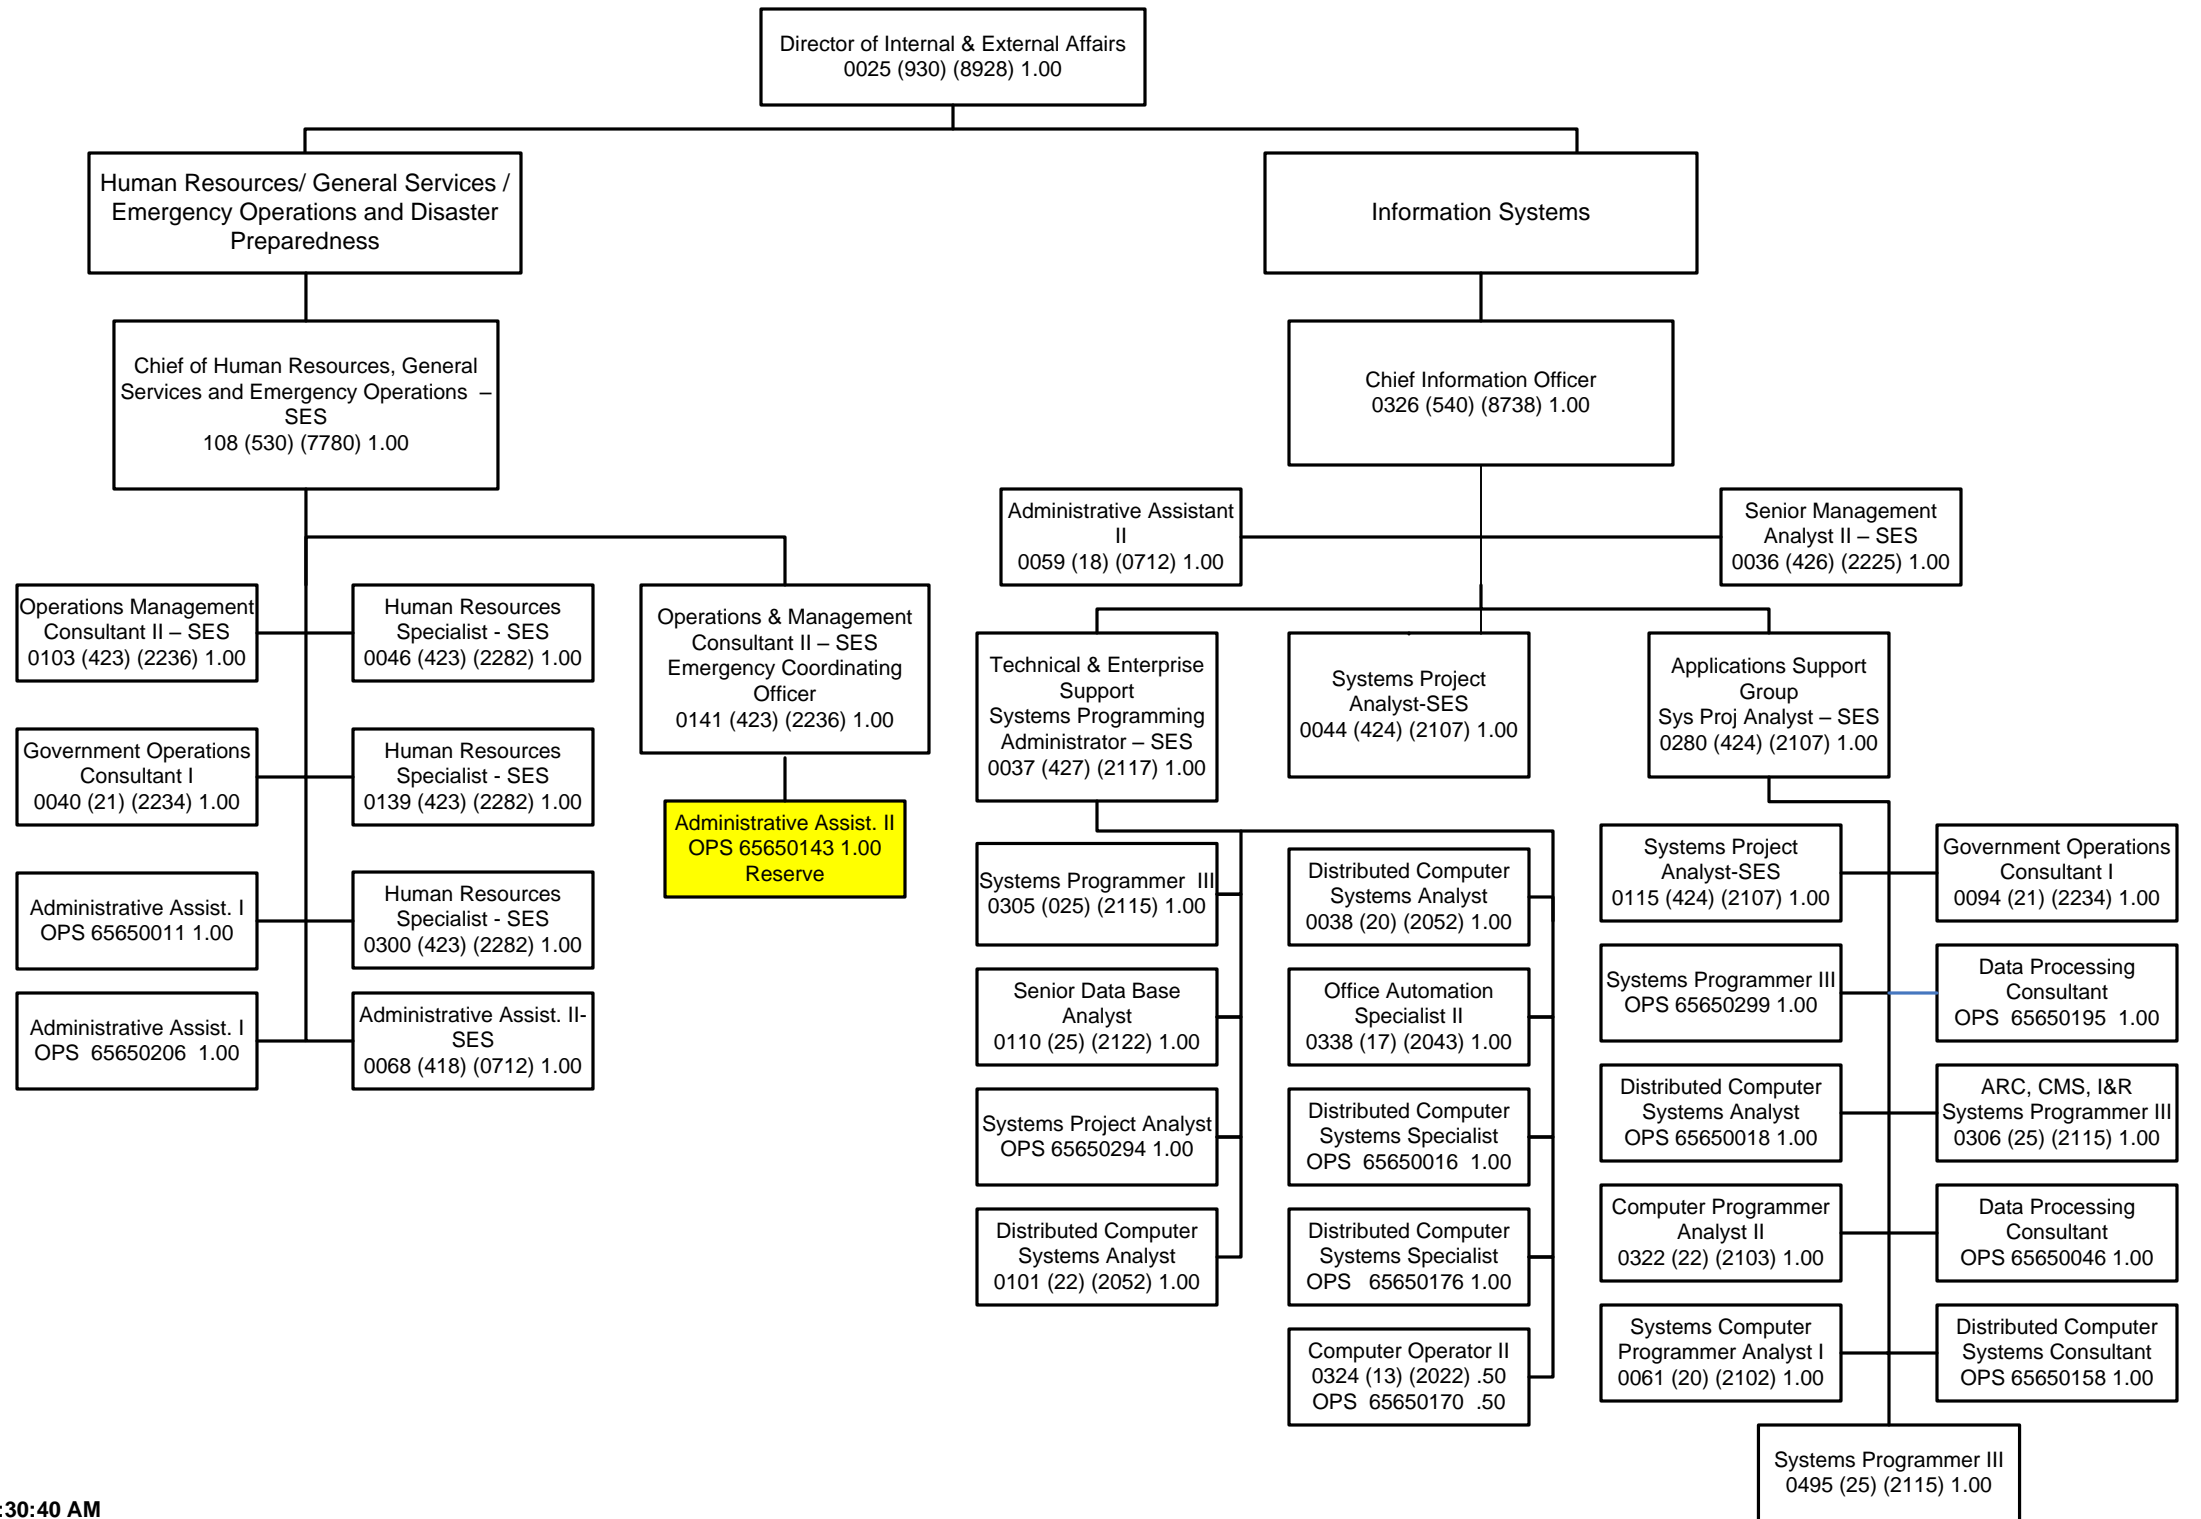 Director of Internal & External Affairs
0025 (930) (8928) 1.00
Human Resources/ General Services /
Emergency Operations and Disaster
Preparedness
Information Systems
Chief of Human Resources, General
Services and Emergency Operations –
SES
108 (530) (7780) 1.00
Chief Information Officer
0326 (540) (8738) 1.00
Administrative Assistant
II
0059 (18) (0712) 1.00
Senior Management
Analyst II – SES
0036 (426) (2225) 1.00
Operations Management
Consultant II – SES
0103 (423) (2236) 1.00
Human Resources
Specialist - SES
0046 (423) (2282) 1.00
Operations & Management
Consultant II – SES
Emergency Coordinating
Officer
0141 (423) (2236) 1.00
Government Operations
Consultant I
0040 (21) (2234) 1.00
Human Resources
Specialist - SES
0139 (423) (2282) 1.00
Administrative Assist. II
OPS 65650143 1.00
Reserve
Administrative Assist. I
OPS 65650011 1.00
Human Resources
Specialist - SES
0300 (423) (2282) 1.00
Administrative Assist. I
OPS 65650206 1.00
Administrative Assist. II-
SES
0068 (418) (0712) 1.00
Technical & Enterprise
Support
Systems Programming
Administrator – SES
0037 (427) (2117) 1.00
Systems Project
Analyst-SES
0044 (424) (2107) 1.00
Applications Support
Group
Sys Proj Analyst – SES
0280 (424) (2107) 1.00
Systems Programmer III
0305 (025) (2115) 1.00
Distributed Computer
Systems Analyst
0038 (20) (2052) 1.00
Senior Data Base
Analyst
0110 (25) (2122) 1.00
Office Automation
Specialist II
0338 (17) (2043) 1.00
Systems Project Analyst
OPS 65650294 1.00
Distributed Computer
Systems Specialist
OPS 65650016 1.00
Distributed Computer
Systems Analyst
0101 (22) (2052) 1.00
Distributed Computer
Systems Specialist
OPS 65650176 1.00
Computer Operator II
0324 (13) (2022) .50
OPS 65650170 .50
Systems Project
Analyst-SES
0115 (424) (2107) 1.00
Government Operations
Consultant I
0094 (21) (2234) 1.00
Systems Programmer III
OPS 65650299 1.00
Data Processing
Consultant
OPS 65650195 1.00
Distributed Computer
Systems Analyst
OPS 65650018 1.00
ARC, CMS, I&R
Systems Programmer III
0306 (25) (2115) 1.00
Computer Programmer
Analyst II
0322 (22) (2103) 1.00
Data Processing
Consultant
OPS 65650046 1.00
Systems Computer
Programmer Analyst I
0061 (20) (2102) 1.00
Distributed Computer
Systems Consultant
OPS 65650158 1.00
Systems Programmer III
0495 (25) (2115) 1.00
:30:40 AM